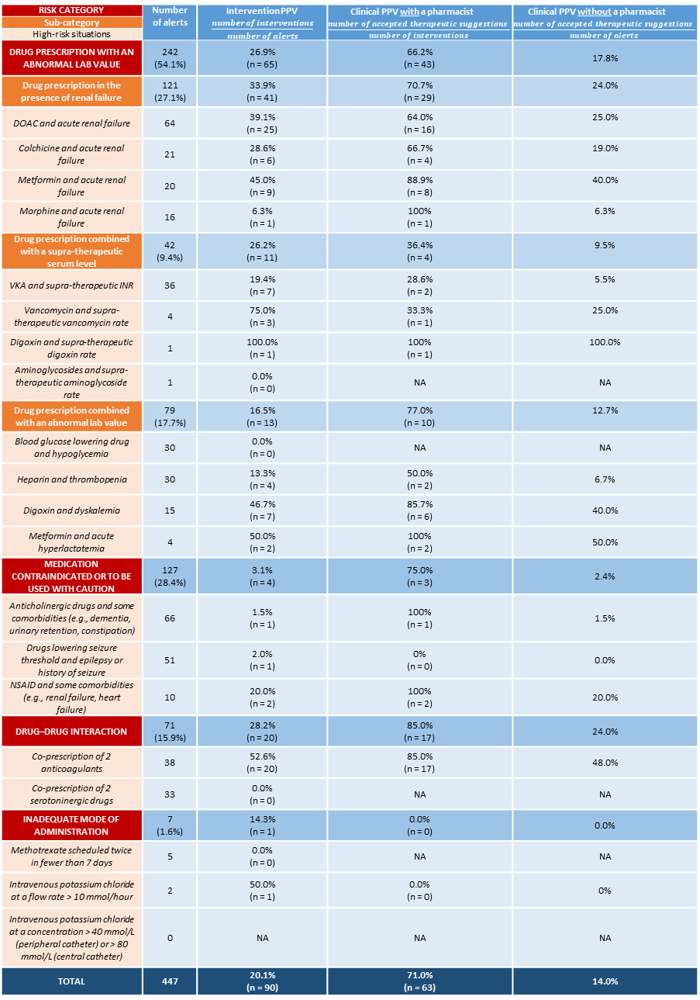 RISK CATEGORY
Sub-category
High-risk situations
Number
of alerts
Intervention PPV
number of interventions
number of alerts
Clinical PPV with a pharmacist
number of accepted therapeutic suggestions
number of interventions
Clinical PPV without a pharmacist
number of accepted therapeutic suggestions
number of alerts
DRUG PRESCRIPTION WITH AN
ABNORMAL LAB VALUE
242
(54.1%)
26.9%
(n = 65)
66.2%
(n = 43)
17.8%
Drug prescription in the
presence of renal failure
121
(27.1%)
33.9%
(n = 41)
70.7%
(n = 29)
24.0%
DOAC and acute renal failure
64
39.1%
(n = 25)
64.0%
(n = 16)
25.0%
Colchicine and acute renal
failure
21
28.6%
(n = 6)
66.7%
(n = 4)
19.0%
Metformin and acute renal
failure
20
45.0%
(n = 9)
88.9%
(n = 8)
40.0%
Morphine and acute renal
failure
16
6.3%
(n = 1)
100%
(n = 1)
6.3%
Drug prescription combined
with a supra-therapeutic
serum level
42
(9.4%)
26.2%
(n = 11)
36.4%
(n = 4)
9.5%
VKA and supra-therapeutic INR
36
19.4%
(n = 7)
28.6%
(n = 2)
5.5%
Vancomycin and supra-
therapeutic vancomycin rate
4
75.0%
(n = 3)
33.3%
(n = 1)
25.0%
Digoxin and supra-therapeutic
digoxin rate
1
100.0%
(n = 1)
100%
(n = 1)
100.0%
Aminoglycosides and supra-
therapeutic aminoglycoside
rate
1
0.0%
(n = 0)
NA
NA
Drug prescription combined
with an abnormal lab value
79
(17.7%)
16.5%
(n = 13)
77.0%
(n = 10)
12.7%
Blood glucose lowering drug
and hypoglycemia
30
0.0%
(n = 0)
NA
NA
Heparin and thrombopenia
30
13.3%
(n = 4)
50.0%
(n = 2)
6.7%
Digoxin and dyskalemia
15
46.7%
(n = 7)
85.7%
(n = 6)
40.0%
Metformin and acute
hyperlactatemia
4
50.0%
(n = 2)
100%
(n = 2)
50.0%
MEDICATION
CONTRAINDICATED OR TO BE
USED WITH CAUTION
127
(28.4%)
3.1%
(n = 4)
75.0%
(n = 3)
2.4%
Anticholinergic drugs and some
comorbidities (e.g., dementia,
urinary retention, constipation)
66
1.5%
(n = 1)
100%
(n = 1)
1.5%
Drugs lowering seizure
threshold and epilepsy or
history of seizure
51
2.0%
(n = 1)
0%
(n = 0)
0.0%
NSAID and some comorbidities
(e.g., renal failure, heart
failure)
10
20.0%
(n = 2)
100%
(n = 2)
20.0%
DRUG–DRUG INTERACTION
71
(15.9%)
28.2%
(n = 20)
85.0%
(n = 17)
24.0%
Co-prescription of 2
anticoagulants
38
52.6%
(n = 20)
85.0%
(n = 17)
48.0%
Co-prescription of 2
serotoninergic drugs
33
0.0%
(n = 0)
NA
NA
INADEQUATE MODE OF
ADMINISTRATION
7
(1.6%)
14.3%
(n = 1)
0.0%
(n = 0)
0.0%
Methotrexate scheduled twice
in fewer than 7 days
5
0.0%
(n = 0)
NA
NA
Intravenous potassium chloride
at a flow rate > 10 mmol/hour
2
50.0%
(n = 1)
0.0%
(n = 0)
0%
Intravenous potassium chloride
at a concentration > 40 mmol/L
(peripheral catheter) or > 80
mmol/L (central catheter)
0
NA
NA
NA
TOTAL
447
20.1%
(n = 90)
71.0%
(n = 63)
14.0%